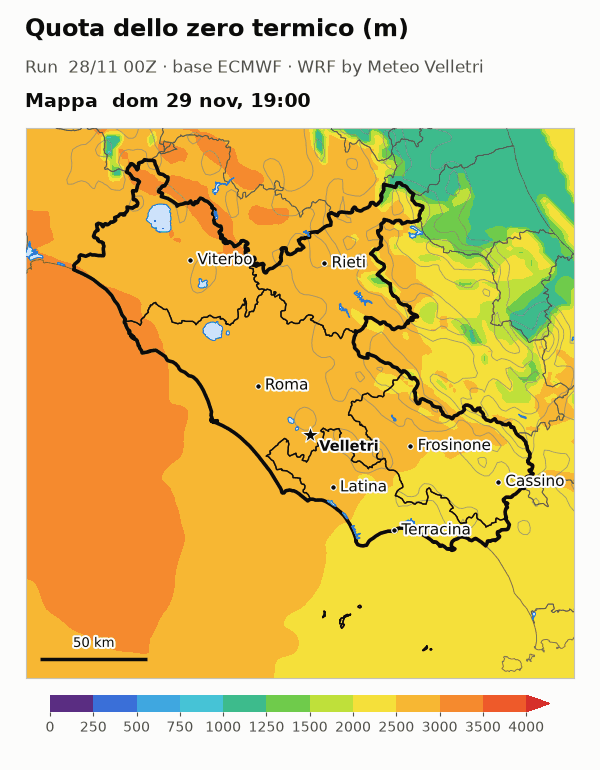 Quota dello zero termico (m)
Run  28/11 00Z · base ECMWF · WRF by Meteo Velletri
Mappa  dom 29 nov, 19:00
Viterbo
Rieti
Roma
Velletri
Frosinone
Latina
Cassino
Terracina
50 km
0 250 500 750 1000 1250 1500 2000 2500 3000 3500 4000